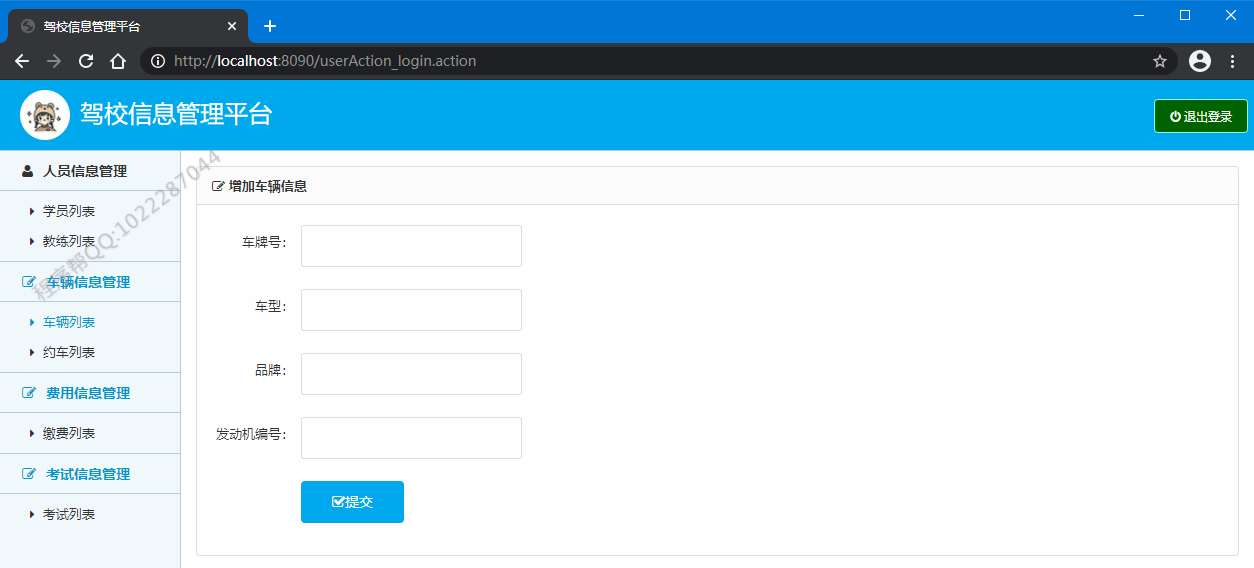 驾校信息管理平台
http://localhost:8090/userAction_login.action
驾校信息管理平台
退出登录
人员信息管理
学员列表
教练列表
车辆信息管理
车辆列表
约车列表
费用信息管理
缴费列表
考试信息管理
考试列表
程序帮QQ:1022287044
增加车辆信息
车牌号:
车型:
品牌:
发动机编号:
提交